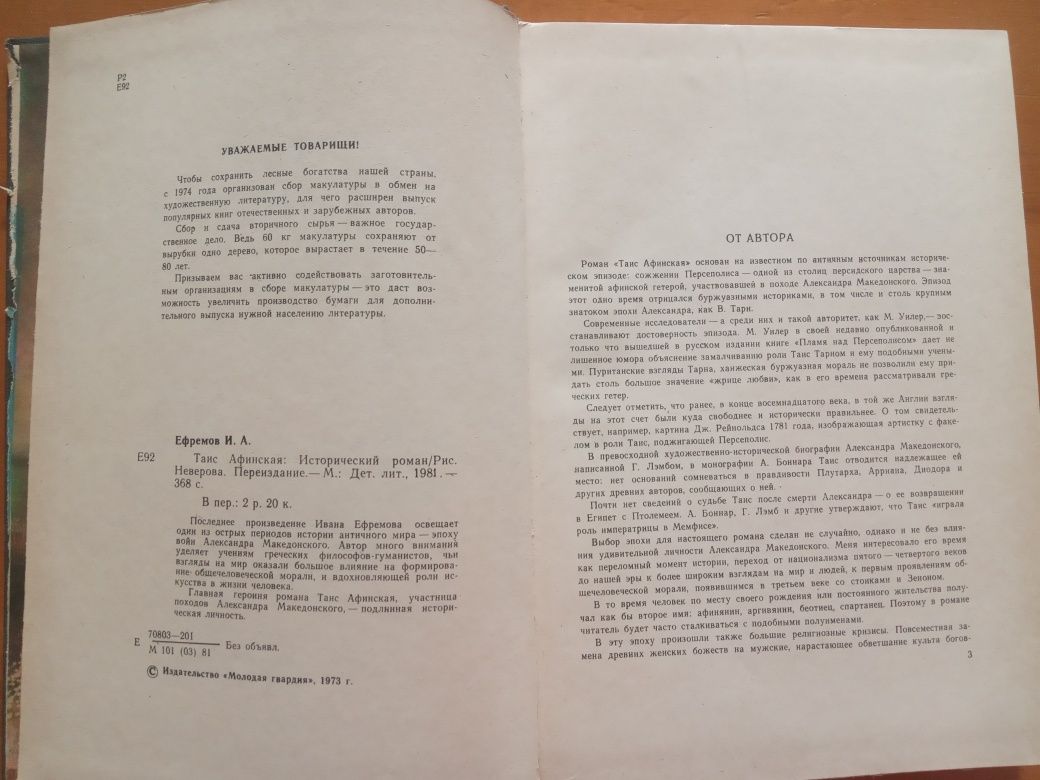 Р2
Е92
УВАЖАЕМЫЕ ТОВАРИЩИ!
Чтобы сохранить лесные богатства нашей страны,
с 1974 года организован сбор макулатуры в обмен на
художественную литературу, для чего расширен выпуск
популярных книг отечественных и зарубежных авторов.
Сбор и сдача вторичного сырья — важное государ-
ственное дело. Ведь 60 кг макулатуры сохраняют от
вырубки одно дерево, которое вырастает в течение 50—
80 лет.
Призываем вас активно содействовать заготовитель-
ным организациям в сборе макулатуры — это даст воз-
можность увеличить производство бумаги для дополни-
тельного выпуска нужной населению литературы.
Ефремов И. А.
Е92 Таис Афинская: Исторический роман/Рис.
Неверова. Переиздание.— М.: Дет. лит., 1981.—
368 с.
В пер.: 2 р. 20 к.
Последнее произведение Ивана Ефремова освещает
один из острых периодов истории античного мира — эпоху
войн Александра Македонского. Автор много внимания
уделяет учениям греческих философов-гуманистов, чьи
взгляды на мир оказали большое влияние на формирова-
ние общечеловеческой морали, и вдохновляющей роли ис-
кусства в жизни человека.
Главная героиня романа Таис Афинская, участница
походов Александра Македонского, — подлинная истори-
ческая личность.
Е 70803—201
М 101 (03) 81 Без объявл.
© Издательство «Молодая гвардия», 1973 г.
ОТ АВТОРА
Роман «Таис Афинская» основан на известном по античным источникам историче-
ском эпизоде: сожжении Персеполиса — одной из столиц персидского царства — зна-
менитой афинской гетерой, участвовавшей в походе Александра Македонского. Эпизод
этот одно время отрицался буржуазными историками, в том числе и столь крупным
знатоком эпохи Александра, как В. Тарн.
Современные исследователи — а среди них и такой авторитет, как М. Уилер,— вос-
станавливают достоверность эпизода. М. Уилер в своей недавно опубликованной и
только что вышедшей в русском издании книге «Пламя над Персеполисом» дает не
лишенное юмора объяснение замалчиванию роли Таис Тарном и ему подобными учены-
ми. Пуританские взгляды Тарна, ханжеская буржуазная мораль не позволили ему при-
дать столь большое значение «жрице любви», как в его времена рассматривали гре-
ческих гетер.
Следует отметить, что ранее, в конце восемнадцатого века, в той же Англии взгля-
ды на этот счет были куда свободнее и исторически правильнее. О том свидетель-
ствует, например, картина Дж. Рейнольдса 1781 года, изображающая артистку с факе-
лом в роли Таис, поджигающей Персеполис.
В превосходной художественно-исторической биографии Александра Македонского,
написанной Г. Лэмбом, в монографии А. Боннара Таис отводится надлежащее ей
место: нет оснований сомневаться в правдивости Плутарха, Арриана, Диодора и
других древних авторов, сообщающих о ней.
Почти нет сведений о судьбе Таис после смерти Александра — о ее возвращении
в Египет с Птолемеем. А. Боннар, Г. Лэмб и другие утверждают, что Таис «играла
роль императрицы в Мемфисе».
Выбор эпохи для настоящего романа сделан не случайно, однако и не без влия-
ния удивительной личности Александра Македонского. Меня интересовало его время
как переломный момент истории, переход от национализма пятого — четвертого веков
до нашей эры к более широким взглядам на мир и людей, к первым проявлениям об-
щечеловеческой морали, появившимся в третьем веке со стоиками и Зеноном.
В то время человек по месту своего рождения или постоянного жительства полу-
чал как бы второе имя: афинянин, аргивянин, беотиец, спартанец. Поэтому в романе
читатель будет часто сталкиваться с подобными полуименами.
В эту эпоху произошли также большие религиозные кризисы. Повсеместная за-
мена древних женских божеств на мужские, нарастающее обветшание культа богов-
3